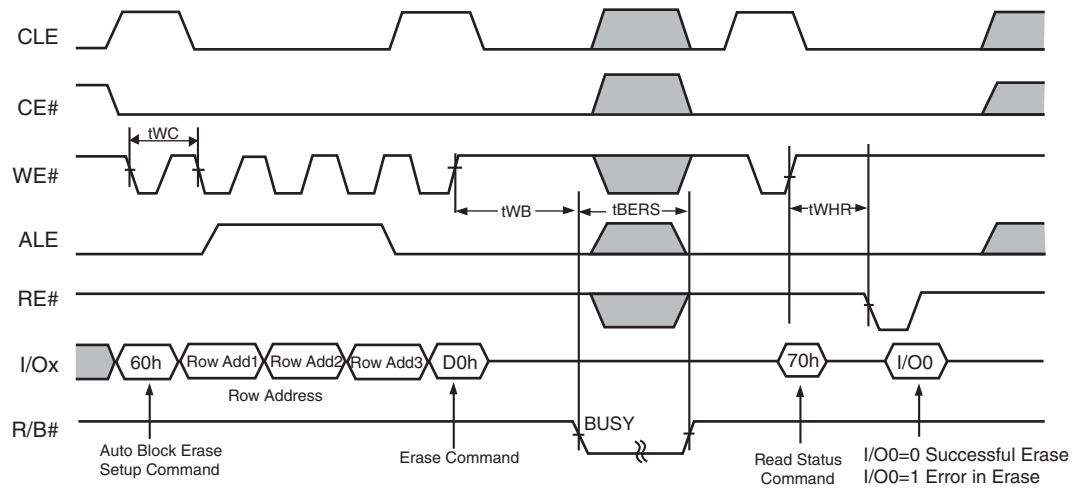 CLE
CE#
tWC
WE#
tWB
tBERS
tWHR
ALE
RE#
I/Ox
60h
Row Add1
Row Add2
Row Add3
D0h
70h
I/O0
Row Address
R/B#
BUSY
Auto Block Erase
Setup Command
Erase Command
Read Status
Command
I/O0=0 Successful Erase
I/O0=1 Error in Erase